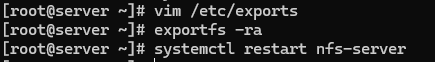 [root@server ~]# vim /etc/exports
[root@server ~]# exportfs -ra
[root@server ~]# systemctl restart nfs-server